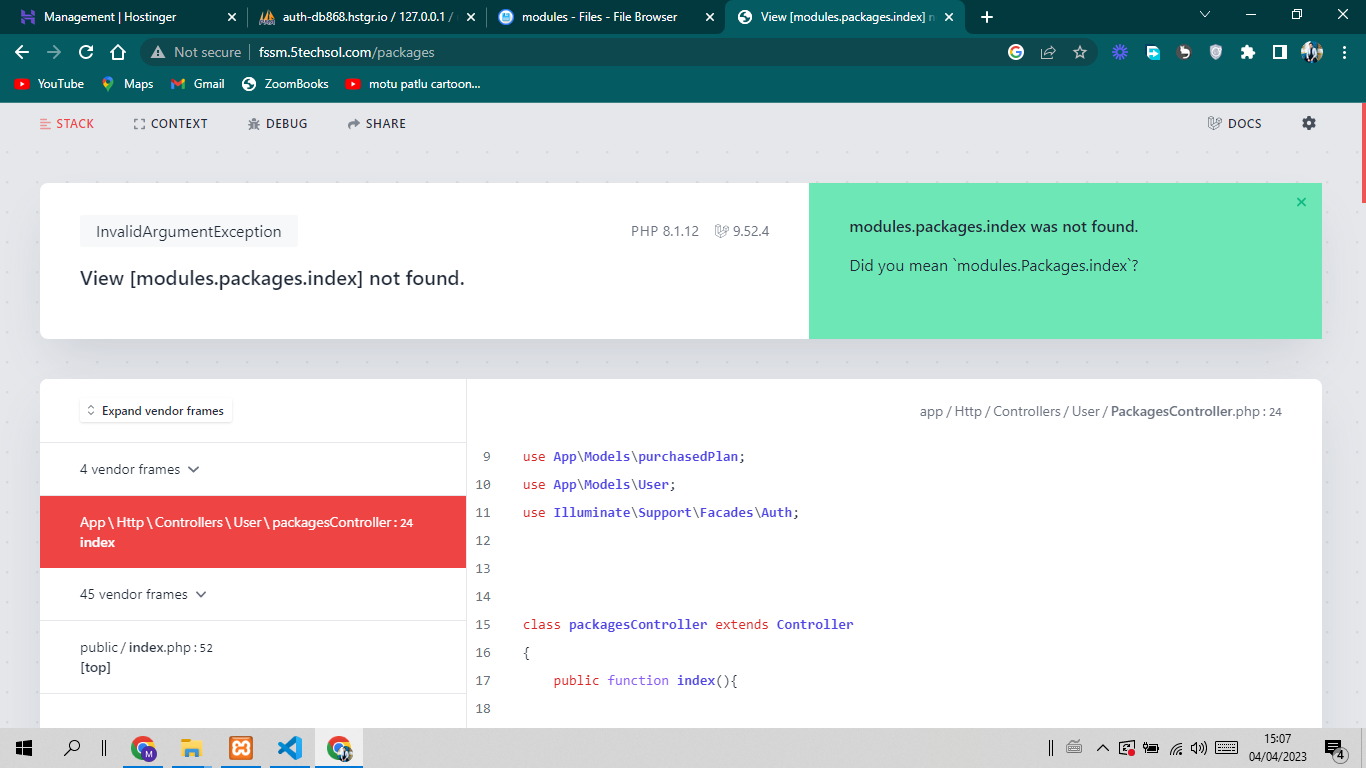 Management | Hostinger
auth-db868.hstgr.io / 127.0.0.1 /
modules - Files - File Browser
View [modules.packages.index] n
Not secure
fssm.5techsol.com/packages
YouTube
Maps
Gmail
ZoomBooks
motu patlu cartoon...
STACK
CONTEXT
DEBUG
SHARE
DOCS
InvalidArgumentException
PHP 8.1.12
9.52.4
View [modules.packages.index] not found.
modules.packages.index was not found.
Did you mean `modules.Packages.index`?
Expand vendor frames
4 vendor frames
App \ Http \ Controllers \ User \ packagesController : 24
index
45 vendor frames
public / index.php : 52
[top]
app / Http / Controllers / User / PackagesController.php : 24
9 use App\Models\purchasedPlan;
10 use App\Models\User;
11 use Illuminate\Support\Facades\Auth;
12
13
14
15 class packagesController extends Controller
16 {
17 public function index(){
18
M
15:07
04/04/2023
4